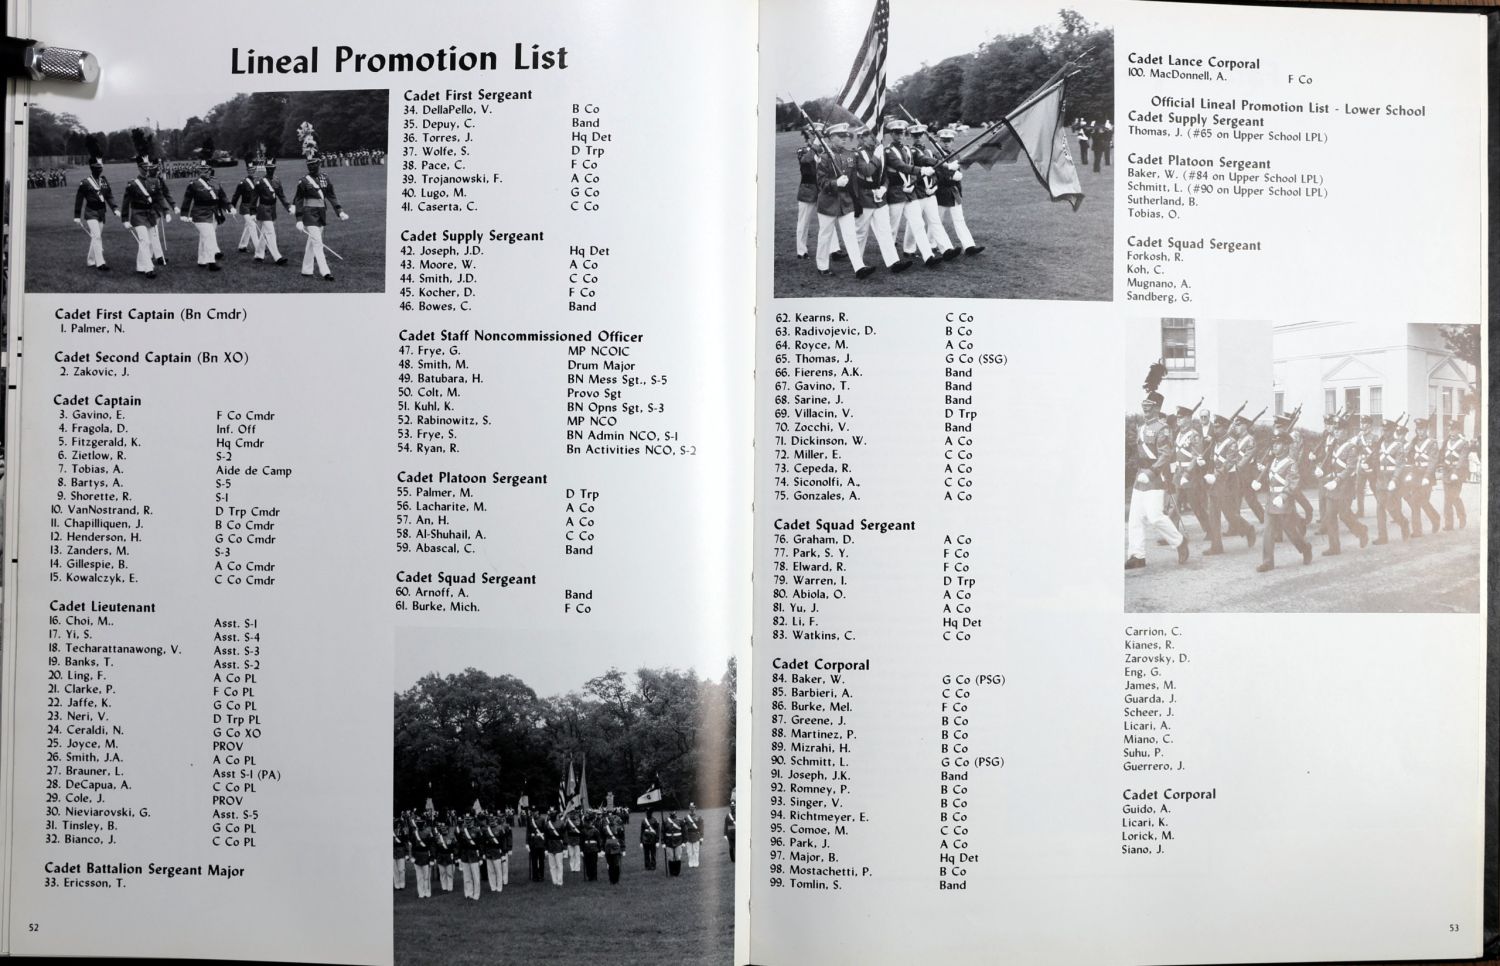 Lineal Promotion List
Cadet First Captain (Bn Cmdr)
1. Palmer, N.
Cadet Second Captain (Bn XO)
2. Zakovic, J.
Cadet Captain
3. Gavino, E. F Co Cmdr
4. Fragola, D. Inf. Off
5. Fitzgerald, K. Hq Cmdr
6. Zietlow, R. S-2
7. Tobias, A. Aide de Camp
8. Bartys, A. S-5
9. Shorette, R. S-1
10. VanNostrand, R. D Trp Cmdr
11. Chapilliquen, J. B Co Cmdr
12. Henderson, H. G Co Cmdr
13. Zanders, M. S-3
14. Gillespie, B. A Co Cmdr
15. Kowalczyk, E. C Co Cmdr
Cadet Lieutenant
16. Choi, M.. Asst. S-1
17. Yi, S. Asst. S-4
18. Techarattanawong, V. Asst. S-3
19. Banks, T. Asst. S-2
20. Ling, F. A Co PL
21. Clarke, P. F Co PL
22. Jaffe, K. G Co PL
23. Neri, V. D Trp PL
24. Ceraldi, N. G Co XO
25. Joyce, M. PROV
26. Smith, J.A. A Co PL
27. Brauner, L. Asst S-1 (PA)
28. DeCapua, A. C Co PL
29. Cole, J. PROV
30. Nieviarovski, G. Asst. S-5
31. Tinsley, B. G Co PL
32. Bianco, J. C Co PL
Cadet Battalion Sergeant Major
33. Ericsson, T.
52
Cadet First Sergeant
34. DellaPello, V. B Co
35. Depuy, C. Band
36. Torres, J. Hq Det
37. Wolfe, S. D Trp
38. Pace, C. F Co
39. Trojanowski, F. A Co
40. Lugo, M. G Co
41. Caserta, C. C Co
Cadet Supply Sergeant
42. Joseph, J.D. Hq Det
43. Moore, W. A Co
44. Smith, J.D. C Co
45. Kocher, D. F Co
46. Bowes, C. Band
Cadet Staff Noncommissioned Officer
47. Frye, G. MP NCOIC
48. Smith, M. Drum Major
49. Batubara, H. BN Mess Sgt., S-5
50. Colt, M. Provo Sgt
51. Kuhl, K. BN Opns Sgt, S-3
52. Rabinowitz, S. MP NCO
53. Frye, S. BN Admin NCO, S-1
54. Ryan, R. Bn Activities NCO, S-2
Cadet Platoon Sergeant
55. Palmer, M. D Trp
56. Lacharite, M. A Co
57. An, H. A Co
58. Al-Shuhail, A. C Co
59. Abascal, C. Band
Cadet Squad Sergeant
60. Arnoff, A. Band
61. Burke, Mich. F Co
62. Kearns, R. C Co
63. Radivojevic, D. B Co
64. Royce, M. A Co
65. Thomas, J. G Co (SSG)
66. Fierens, A.K. Band
67. Gavino, T. Band
68. Sarine, J. Band
69. Villacin, V. D Trp
70. Zocchi, V. Band
71. Dickinson, W. A Co
72. Miller, E. C Co
73. Cepeda, R. A Co
74. Siconolfi, A.. C Co
75. Gonzales, A. A Co
Cadet Squad Sergeant
76. Graham, D. A Co
77. Park, S. Y. F Co
78. Elward, R. F Co
79. Warren, I. D Trp
80. Abiola, O. A Co
81. Yu, J. A Co
82. Li, F. Hq Det
83. Watkins, C. C Co
Cadet Corporal
84. Baker, W. G Co (PSG)
85. Barbieri, A. C Co
86. Burke, Mel. F Co
87. Greene, J. B Co
88. Martinez, P. B Co
89. Mizrahi, H. B Co
90. Schmitt, L. G Co (PSG)
91. Joseph, J.K. Band
92. Romney, P. B Co
93. Singer, V. B Co
94. Richtmeyer, E. B Co
95. Comoe, M. C Co
96. Park, J. A Co
97. Major, B. Hq Det
98. Mostachetti, P. B Co
99. Tomlin, S. Band
Cadet Lance Corporal
100. MacDonnell, A. F Co
Official Lineal Promotion List - Lower School
Cadet Supply Sergeant
Thomas, J. (#65 on Upper School LPL)
Cadet Platoon Sergeant
Baker, W. (#84 on Upper School LPL)
Schmitt, L. (#90 on Upper School LPL)
Sutherland, B.
Tobias, O.
Cadet Squad Sergeant
Forkosh, R.
Koh, C.
Mugnano, A.
Sandberg, G.
Carrion, C.
Kianes, R.
Zarovsky, D.
Eng, G.
James, M.
Guarda, J.
Scheer, J.
Licari, A.
Miano, C.
Suhu, P.
Guerrero, J.
Cadet Corporal
Guido, A.
Licari, K.
Lorick, M.
Siano, J.
53